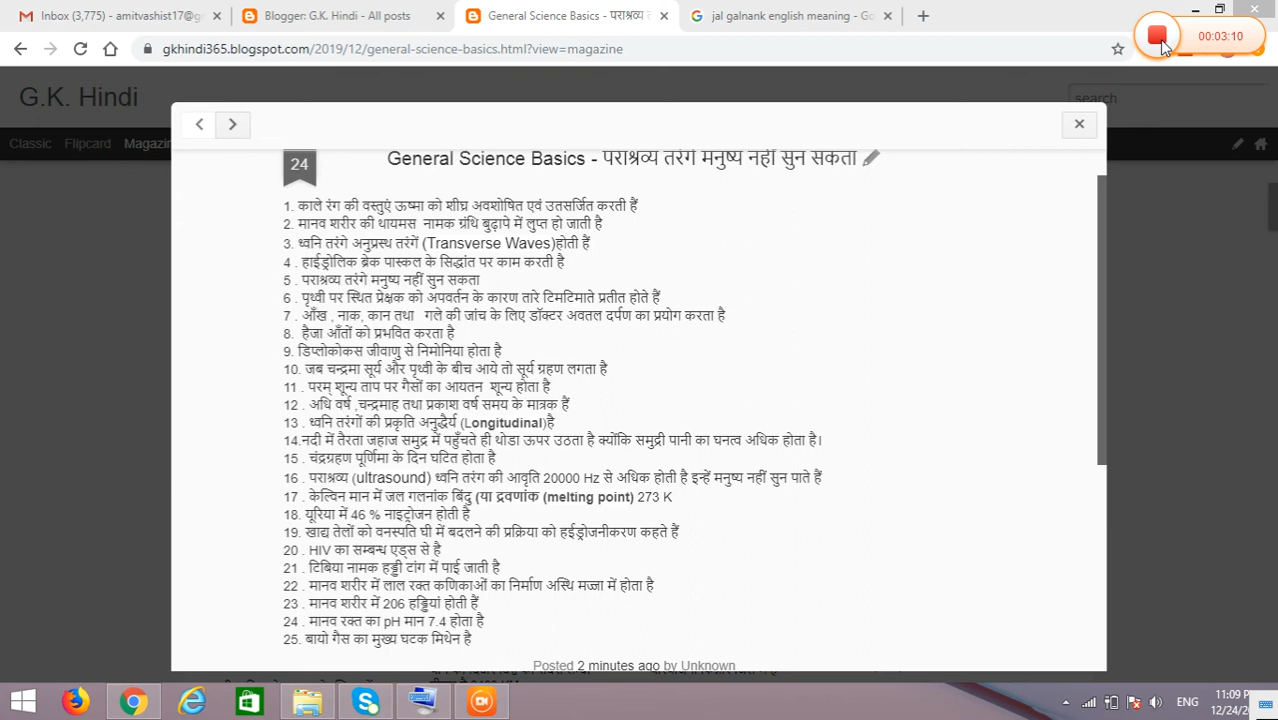 Inbox (3,775) - amitvashist17@g
Blogger: G.K. Hindi - All posts
General Science Basics - पराश्रव्य त
jal galnank english meaning - Go
00:03:10
gkhindi365.blogspot.com/2019/12/general-science-basics.html?view=magazine
G.K. Hindi
search
Classic Flipcard Magazin
24
General Science Basics - पराश्रव्य तरंगे मनुष्य नहीं सुन सकता
1. काले रंग की वस्तुएं ऊष्मा को शीघ्र अवशोषित एवं उतसर्जित करती हैं
2. मानव शरीर की थायमस नामक ग्रंथि बुढ़ापे में लुप्त हो जाती है
3. ध्वनि तरंगे अनुप्रस्थ तरंगें (Transverse Waves)होती हैं
4 . हाईड्रोलिक ब्रेक पास्कल के सिद्धांत पर काम करती है
5 . पराश्रव्य तरंगे मनुष्य नहीं सुन सकता
6 . पृथ्वी पर स्थित प्रेक्षक को अपवर्तन के कारण तारे टिमटिमाते प्रतीत होते हैं
7 . आँख , नाक, कान तथा गले की जांच के लिए डॉक्टर अवतल दर्पण का प्रयोग करता है
8. हैजा आँतों को प्रभवित करता है
9. डिप्लोकोकस जीवाणु से निमोनिया होता है
10. जब चन्द्रमा सूर्य और पृथ्वी के बीच आये तो सूर्य ग्रहण लगता है
11 . परम् शून्य ताप पर गैसों का आयतन शून्य होता है
12 . अधि वर्ष ,चन्द्रमाह तथा प्रकाश वर्ष समय के मात्रक हैं
13 . ध्वनि तरंगों की प्रकृति अनुद्धैर्य (Longitudinal)है
14.नदी में तैरता जहाज समुद्र में पहुँचते ही थोडा ऊपर उठता है क्योंकि समुद्री पानी का घनत्व अधिक होता है।
15 . चंद्रग्रहण पूर्णिमा के दिन घटित होता है
16 . पराश्रव्य (ultrasound) ध्वनि तरंग की आवृति 20000 Hz से अधिक होती है इन्हें मनुष्य नहीं सुन पाते हैं
17 . केल्विन मान में जल गलनांक बिंदु (या द्रवणांक (melting point) 273 K
18. यूरिया में 46 % नाइट्रोजन होती है
19. खाद्य तेलों को वनस्पति घी में बदलने की प्रक्रिया को हईड्रोजनीकरण कहते हैं
20 . HIV का सम्बन्ध एड्स से है
21 . टिबिया नामक हड्डी टांग में पाई जाती है
22 . मानव शरीर में लाल रक्त कणिकाओं का निर्माण अस्थि मज्जा में होता है
23 . मानव शरीर में 206 हड्डियां होती हैं
24 . मानव रक्त का pH मान 7.4 होता है
25. बायो गैस का मुख्य घटक मिथेन है
Posted 2 minutes ago by Unknown
ENG
11:09 PM
12/24/20